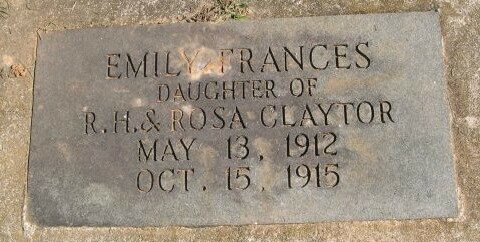 EMILY FRANCES
DAUGHTER OF
R.H. & ROSA CLAYTOR
MAY 13, 1912
OCT. 15, 1915